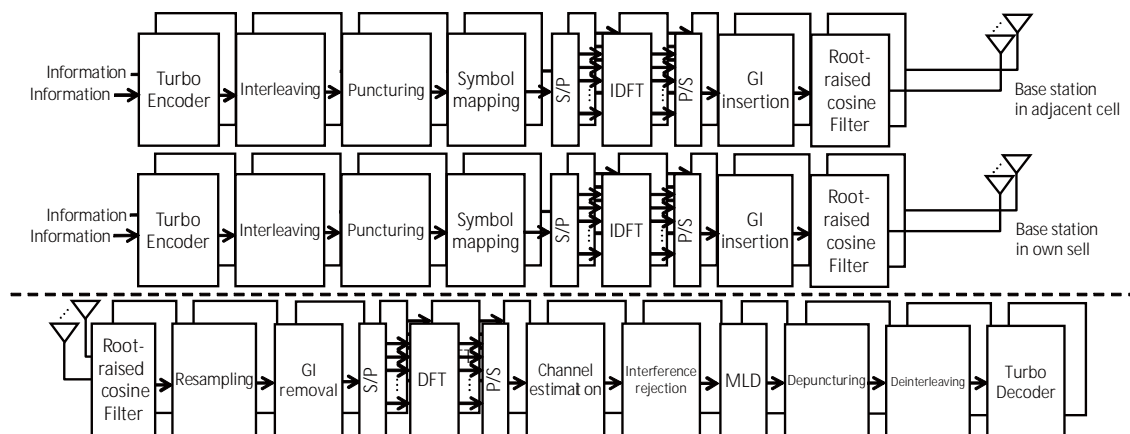 Information
Information
Turbo
Encoder
Interleaving
Puncturing
Symbol
mapping
S/P
IDFT
P/S
GI
insertion
Root-
raised
cosine
Filter
Base station
in adjacent cell
Information
Information
Turbo
Encoder
Interleaving
Puncturing
Symbol
mapping
S/P
IDFT
P/S
GI
insertion
Root-
raised
cosine
Filter
Base station
in own sell
Root-
raised
cosine
Filter
Resampling
GI
removal
S/P
DFT
P/S
Channel
estimation
Interference
rejection
MLD
Depuncturing
Deinterleaving
Turbo
Decoder